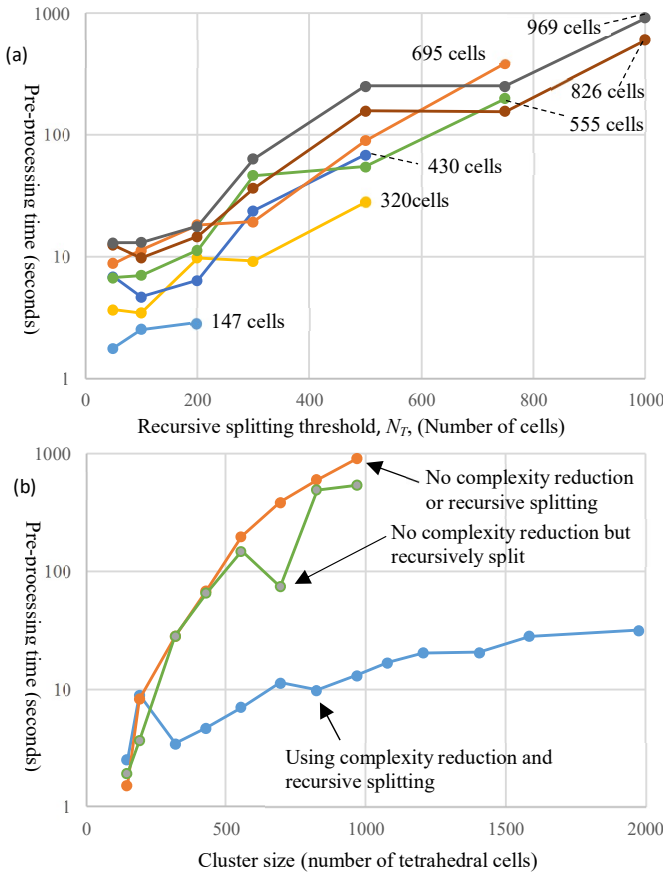 (a)
Pre-processing time (seconds)
1000
100
10
1
0
200
400
600
800
1000
969 cells
695 cells
826 cells
555 cells
430 cells
320cells
147 cells
Recursive splitting threshold, N_T, (Number of cells)
(b)
Pre-processing time (seconds)
1000
100
10
1
0
500
1000
1500
2000
No complexity reduction
or recursive splitting
No complexity reduction but
recursively split
Using complexity reduction and
recursive splitting
Cluster size (number of tetrahedral cells)